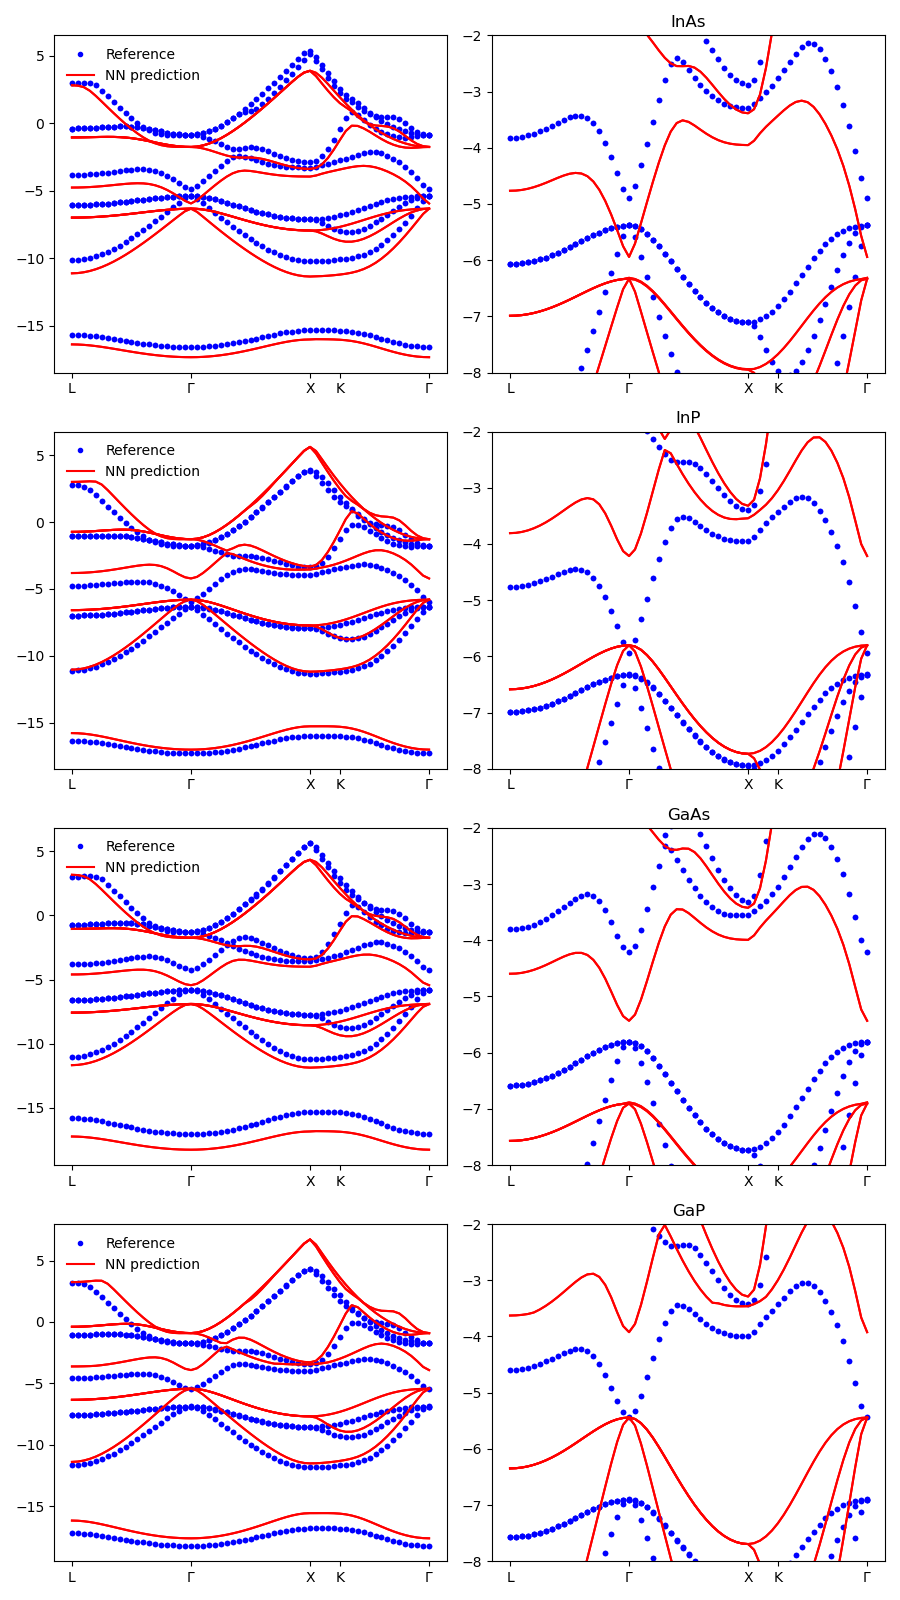 InAs
5
0
−5
−10
−15
Reference
NN prediction
L Γ X K Γ
−2
−3
−4
−5
−6
−7
−8
L Γ X K Γ
InP
5
0
−5
−10
−15
Reference
NN prediction
L Γ X K Γ
−2
−3
−4
−5
−6
−7
−8
L Γ X K Γ
GaAs
5
0
−5
−10
−15
Reference
NN prediction
L Γ X K Γ
−2
−3
−4
−5
−6
−7
−8
L Γ X K Γ
GaP
5
0
−5
−10
−15
Reference
NN prediction
L Γ X K Γ
−2
−3
−4
−5
−6
−7
−8
L Γ X K Γ